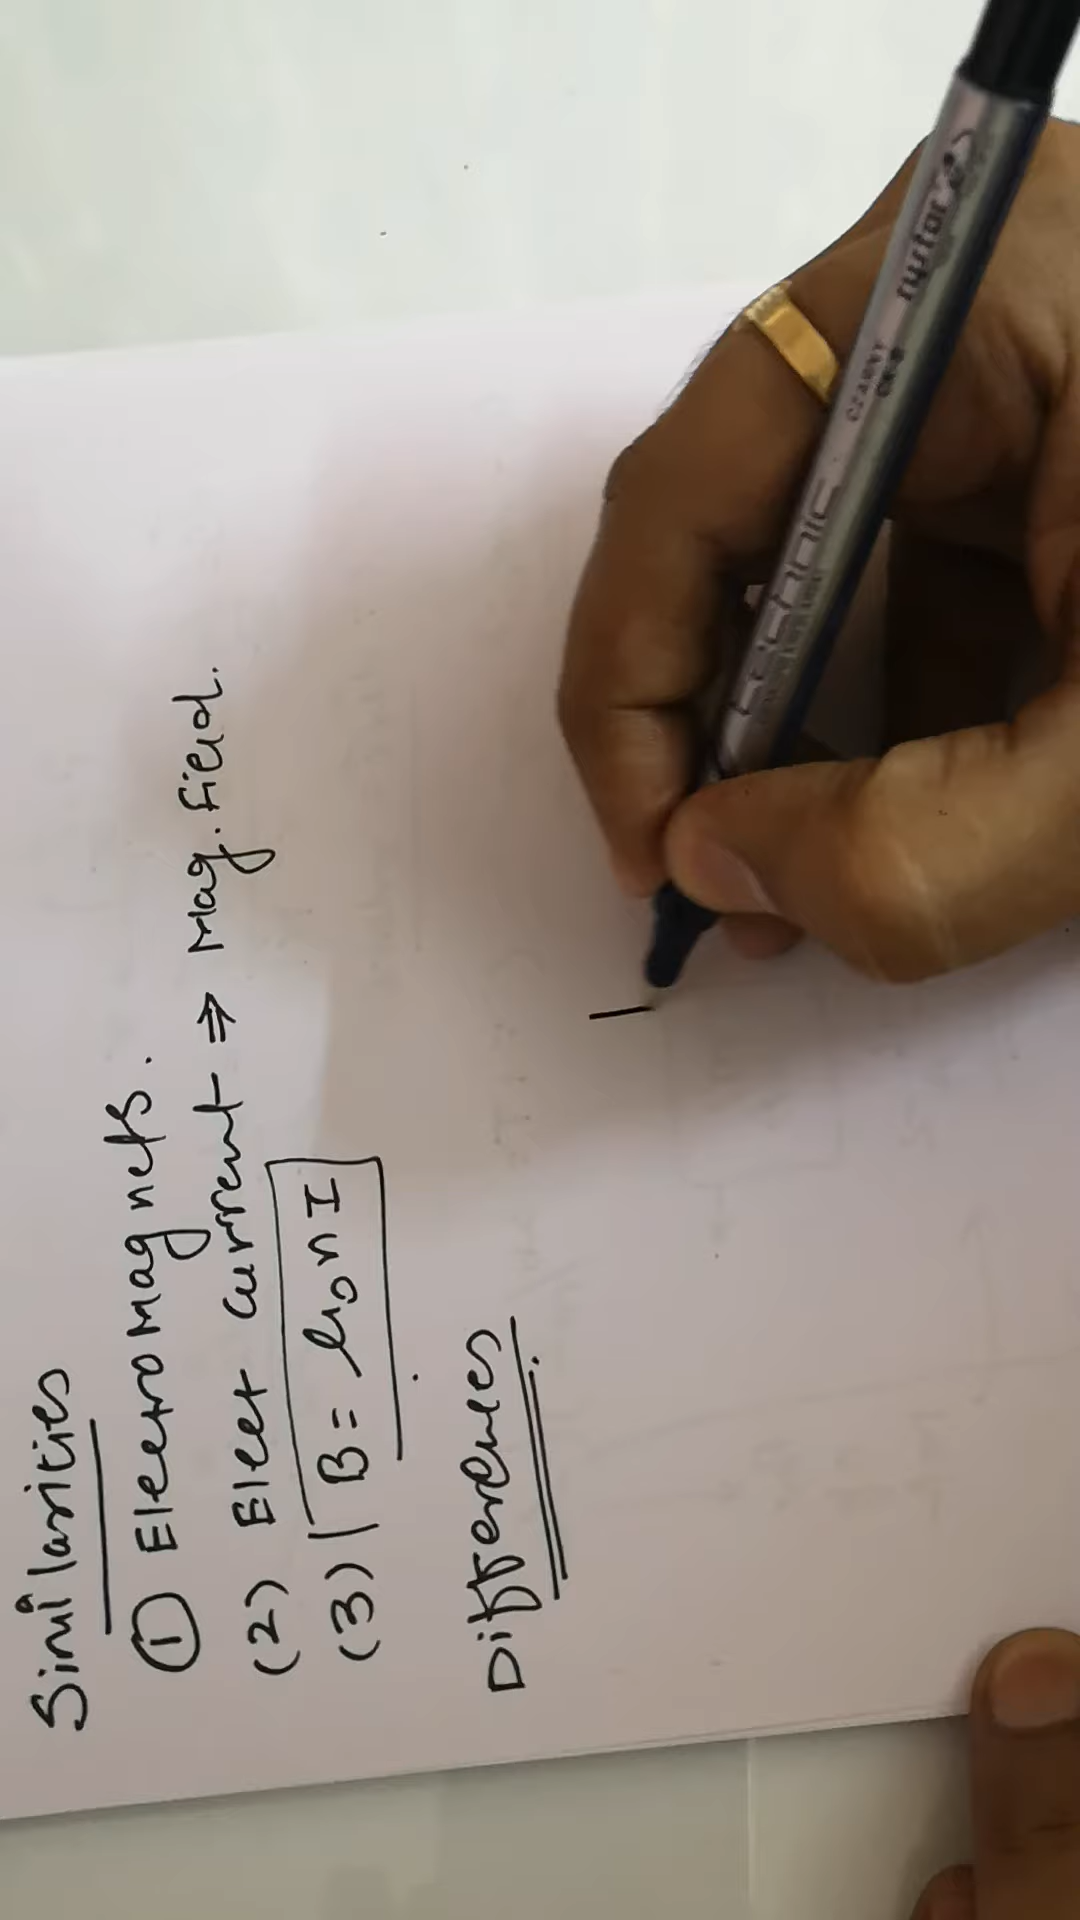 Similarities
① Electromagnets.
(2) Elect current ⇒ Mag. field.
(3) B = μ₀nI
Differences